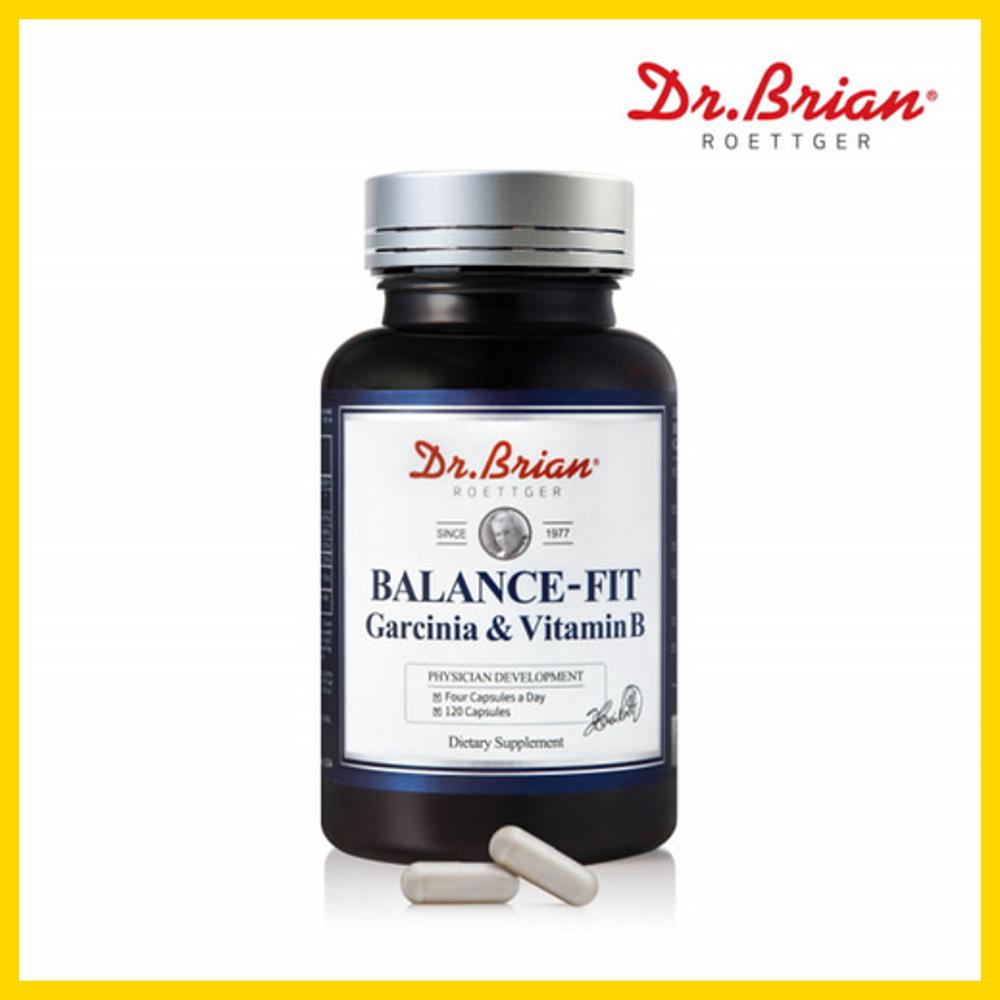 Dr.Brian®
ROETTGER
Dr.Brian®
ROETTGER
SINCE 1977
BALANCE-FIT
Garcinia & Vitamin B
PHYSICIAN DEVELOPMENT
Four Capsules a Day
120 Capsules
Dietary Supplement